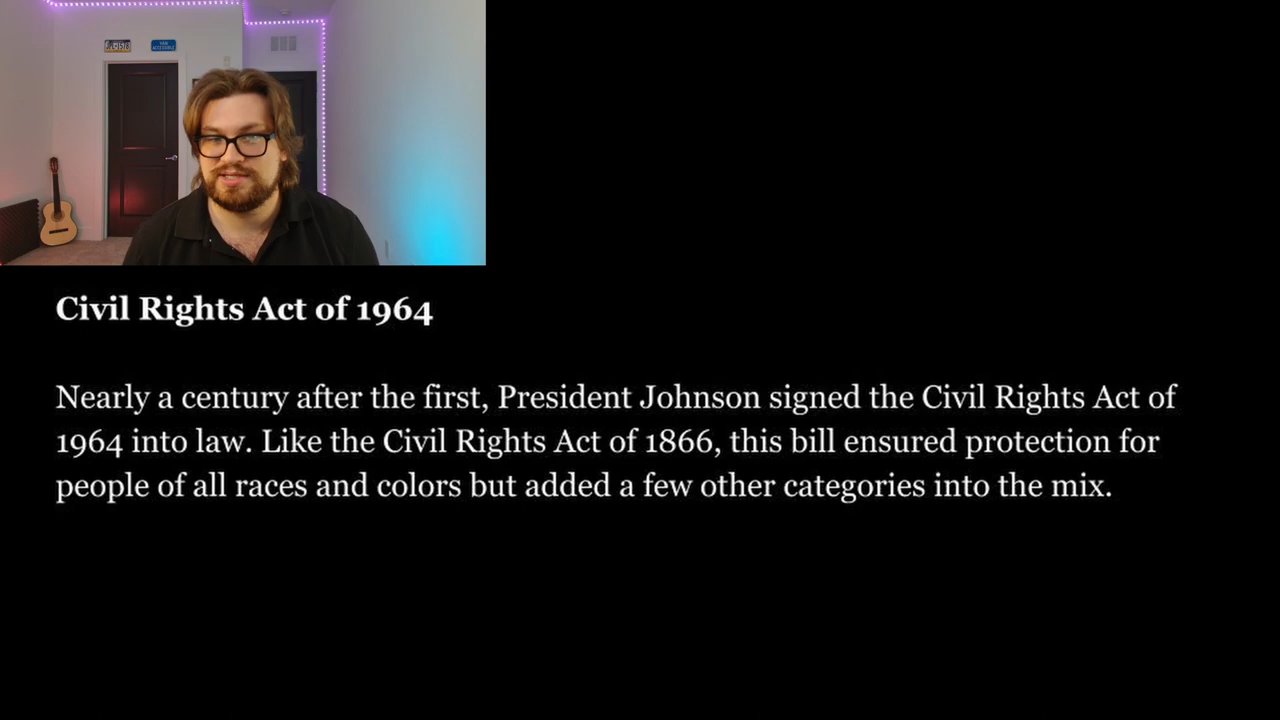 Civil Rights Act of 1964
Nearly a century after the first, President Johnson signed the Civil Rights Act of
1964 into law. Like the Civil Rights Act of 1866, this bill ensured protection for
people of all races and colors but added a few other categories into the mix.